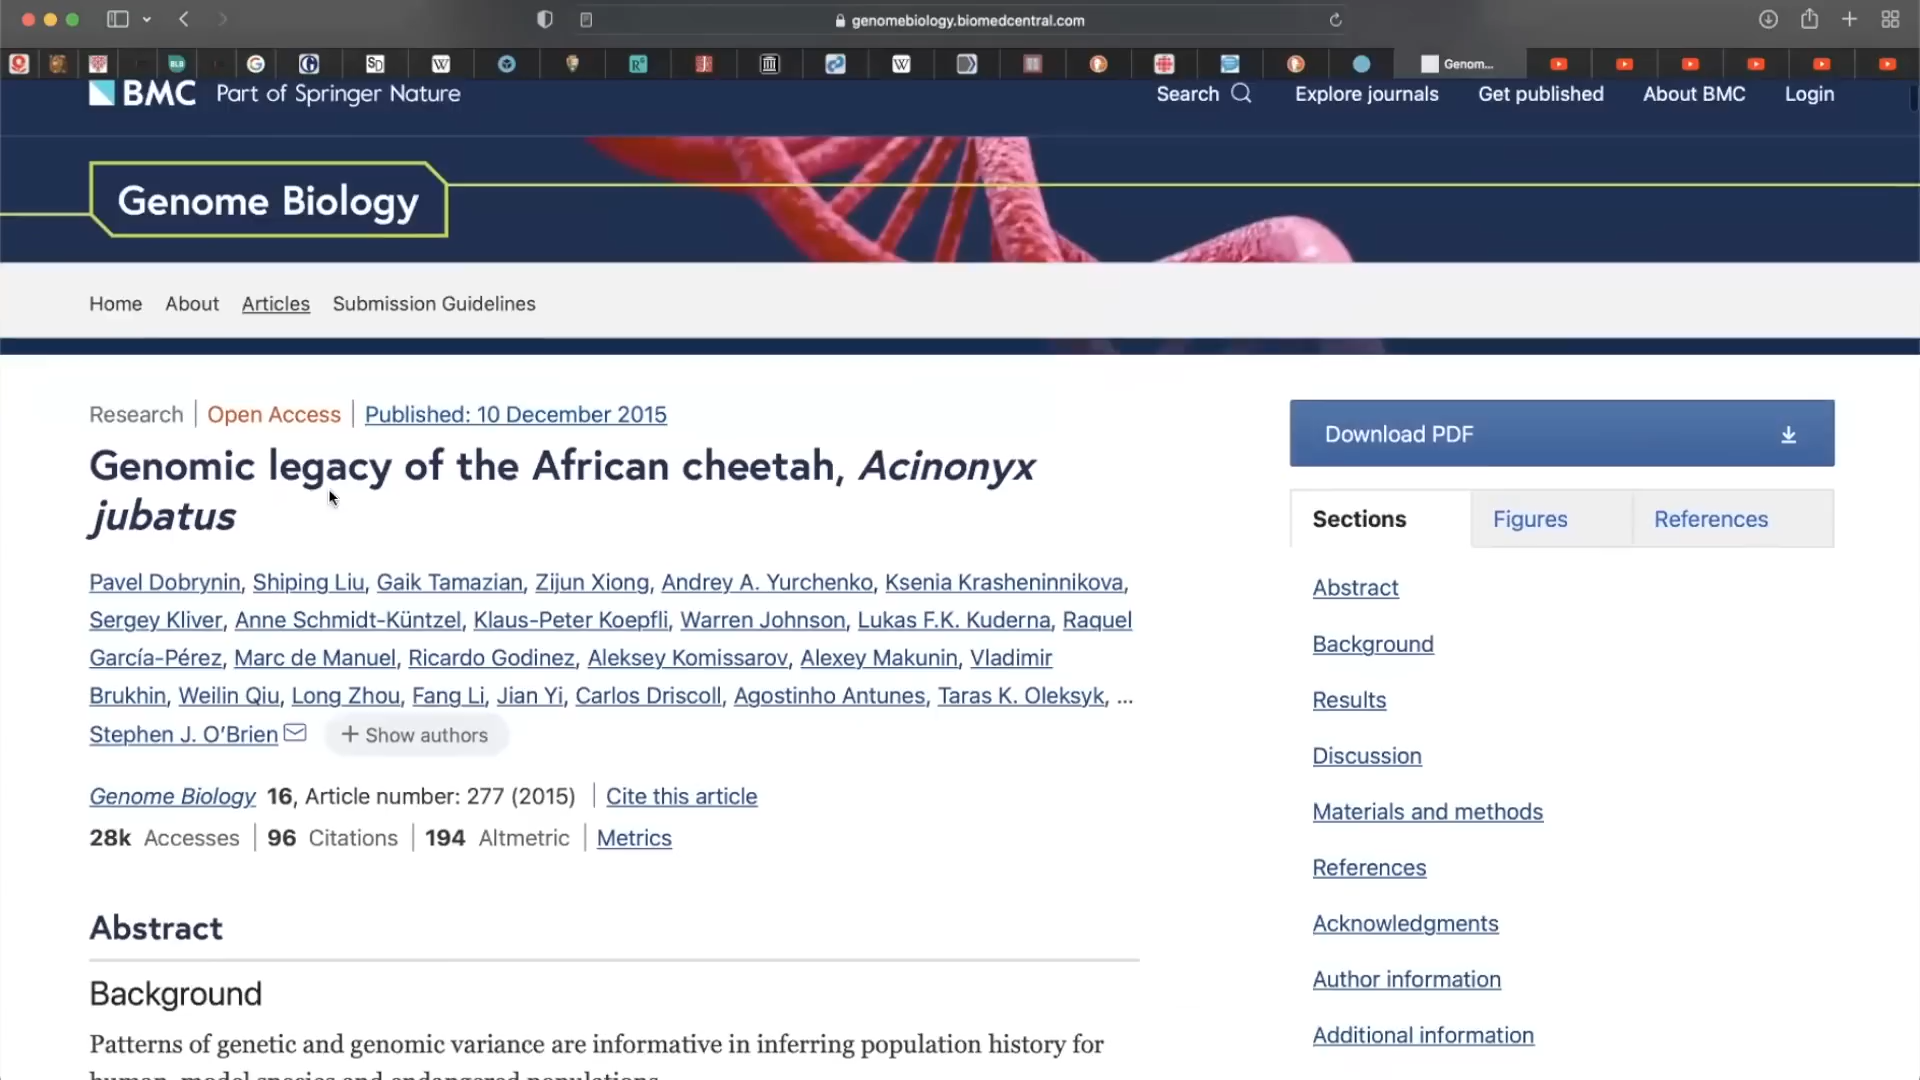 genomebiology.biomedcentral.com
Genom...
BMC Part of Springer Nature
Search Explore journals Get published About BMC Login
Genome Biology
Home About Articles Submission Guidelines
Research | Open Access | Published: 10 December 2015
Genomic legacy of the African cheetah, Acinonyx
jubatus
Pavel Dobrynin, Shiping Liu, Gaik Tamazian, Zijun Xiong, Andrey A. Yurchenko, Ksenia Krasheninnikova,
Sergey Kliver, Anne Schmidt-Küntzel, Klaus-Peter Koepfli, Warren Johnson, Lukas F.K. Kuderna, Raquel
García-Pérez, Marc de Manuel, Ricardo Godinez, Aleksey Komissarov, Alexey Makunin, Vladimir
Brukhin, Weilin Qiu, Long Zhou, Fang Li, Jian Yi, Carlos Driscoll, Agostinho Antunes, Taras K. Oleksyk, ...
Stephen J. O'Brien + Show authors
Genome Biology 16, Article number: 277 (2015) | Cite this article
28k Accesses | 96 Citations | 194 Altmetric | Metrics
Abstract
Background
Patterns of genetic and genomic variance are informative in inferring population history for
human, model species and endangered populations.
Download PDF
Sections Figures References
Abstract
Background
Results
Discussion
Materials and methods
References
Acknowledgments
Author information
Additional information